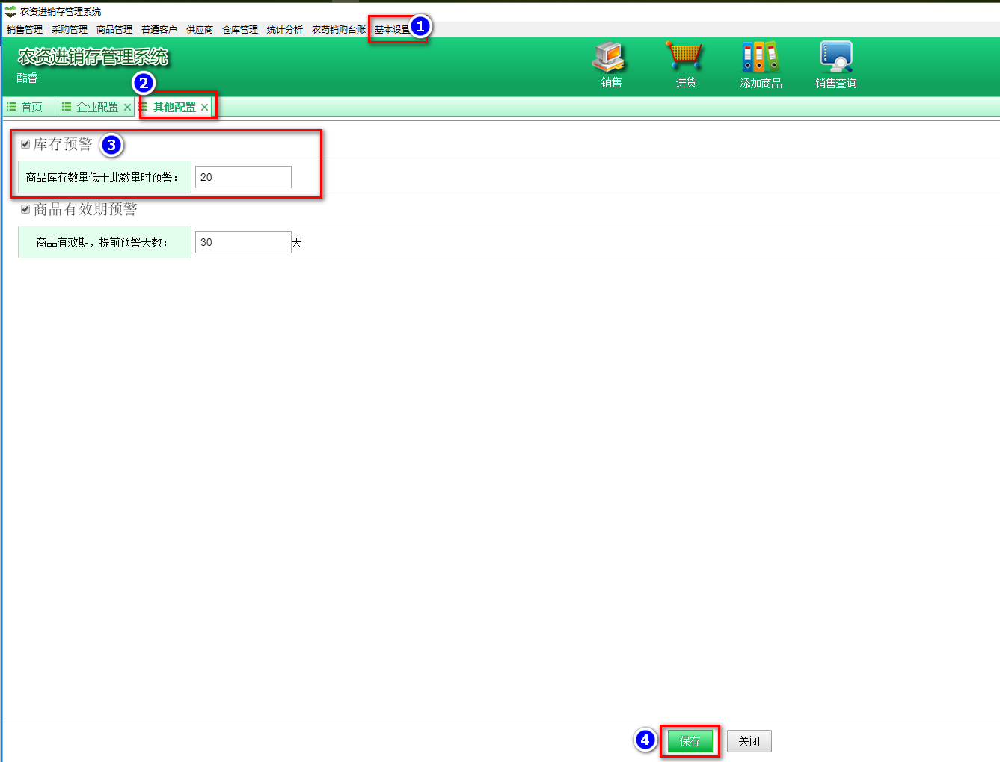 农资进销存管理系统
销售管理 采购管理 商品管理 普通客户 供应商 仓库管理 统计分析 农药销购台账 基本设置 1
农资进销存管理系统
酷睿
销售 进货 添加商品 销售查询
2
首页 企业配置 其他配置
库存预警 3
商品库存数量低于此数量时预警： 20
商品有效期预警
商品有效期，提前预警天数： 30 天
4 保存 关闭